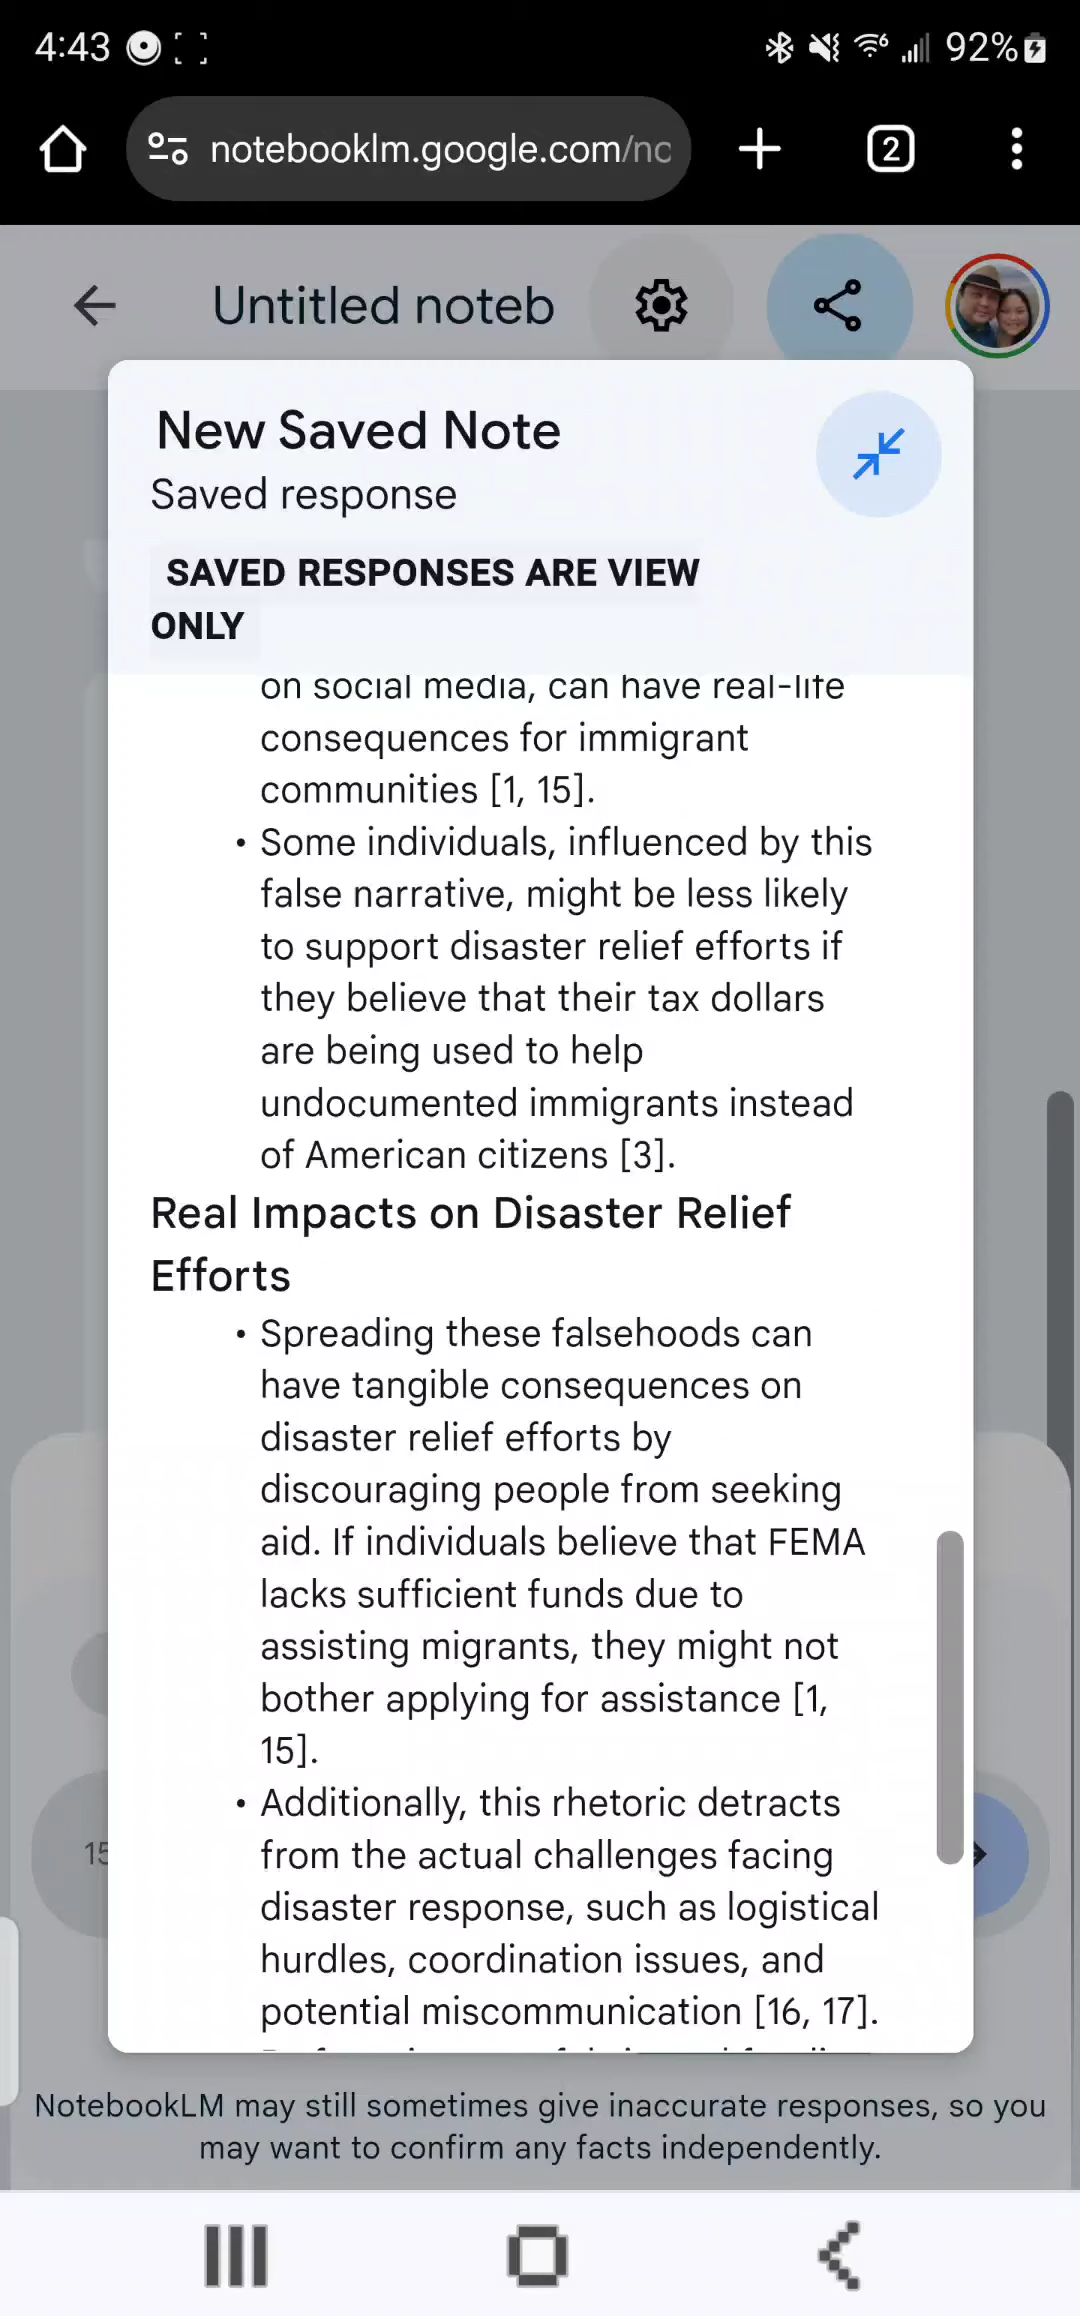 4:43
92%
notebooklm.google.com/no
2
Untitled noteb
New Saved Note
Saved response
SAVED RESPONSES ARE VIEW
ONLY
on social media, can have real-life
consequences for immigrant
communities [1, 15].
• Some individuals, influenced by this
false narrative, might be less likely
to support disaster relief efforts if
they believe that their tax dollars
are being used to help
undocumented immigrants instead
of American citizens [3].
Real Impacts on Disaster Relief
Efforts
• Spreading these falsehoods can
have tangible consequences on
disaster relief efforts by
discouraging people from seeking
aid. If individuals believe that FEMA
lacks sufficient funds due to
assisting migrants, they might not
bother applying for assistance [1,
15].
• Additionally, this rhetoric detracts
from the actual challenges facing
disaster response, such as logistical
hurdles, coordination issues, and
potential miscommunication [16, 17].
15
NotebookLM may still sometimes give inaccurate responses, so you
may want to confirm any facts independently.